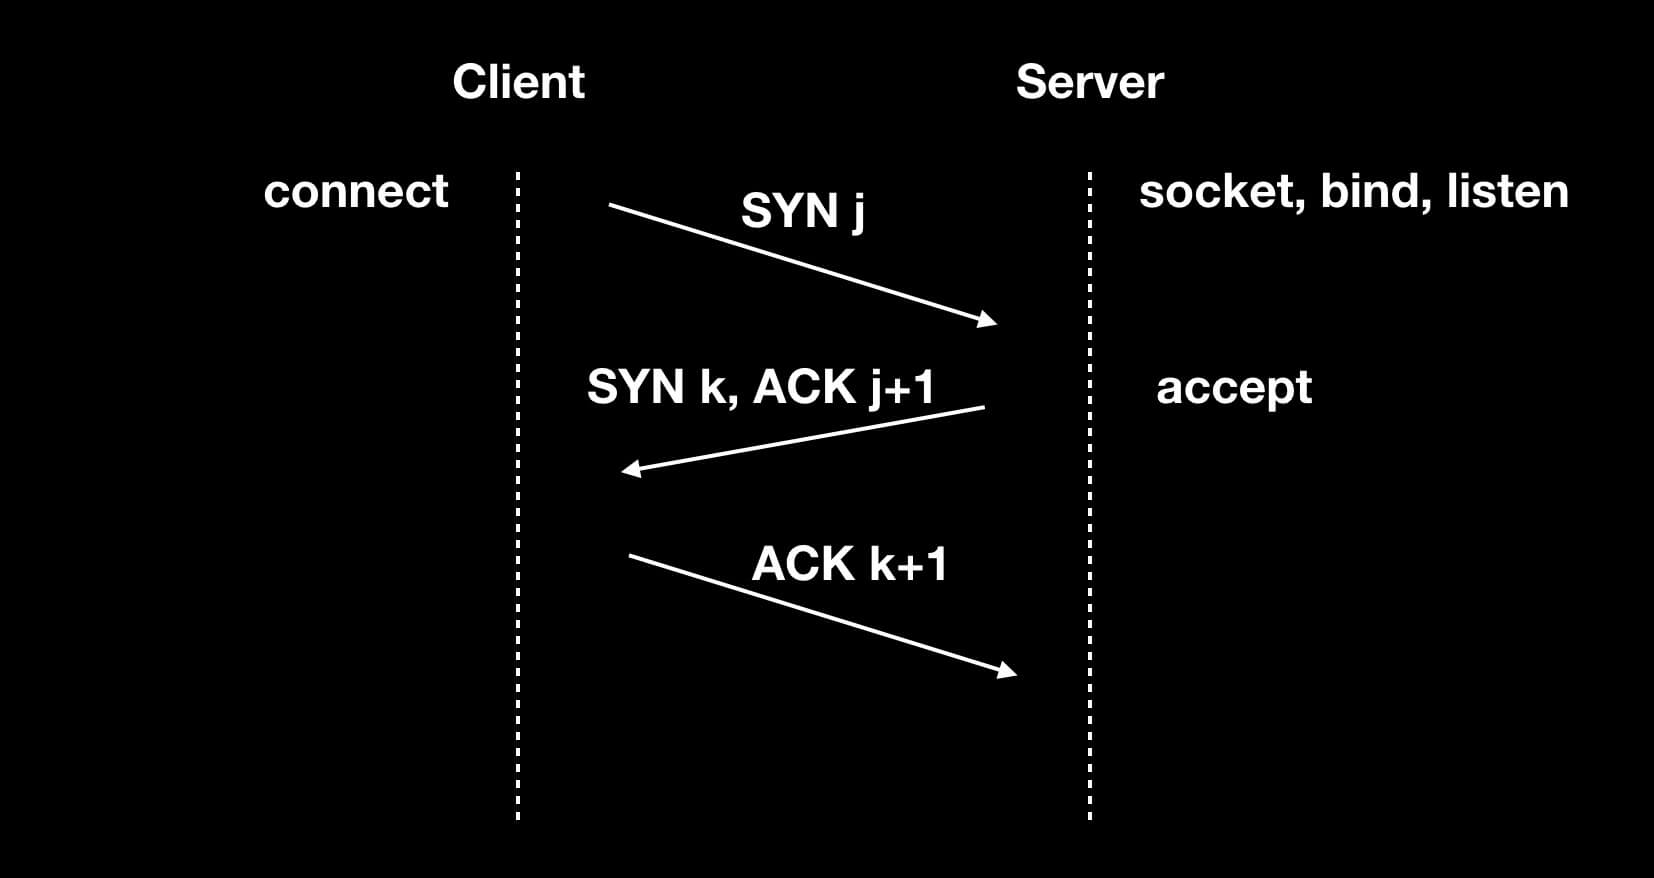 Client
Server
connect
SYN j
socket, bind, listen
SYN k, ACK j+1
accept
ACK k+1